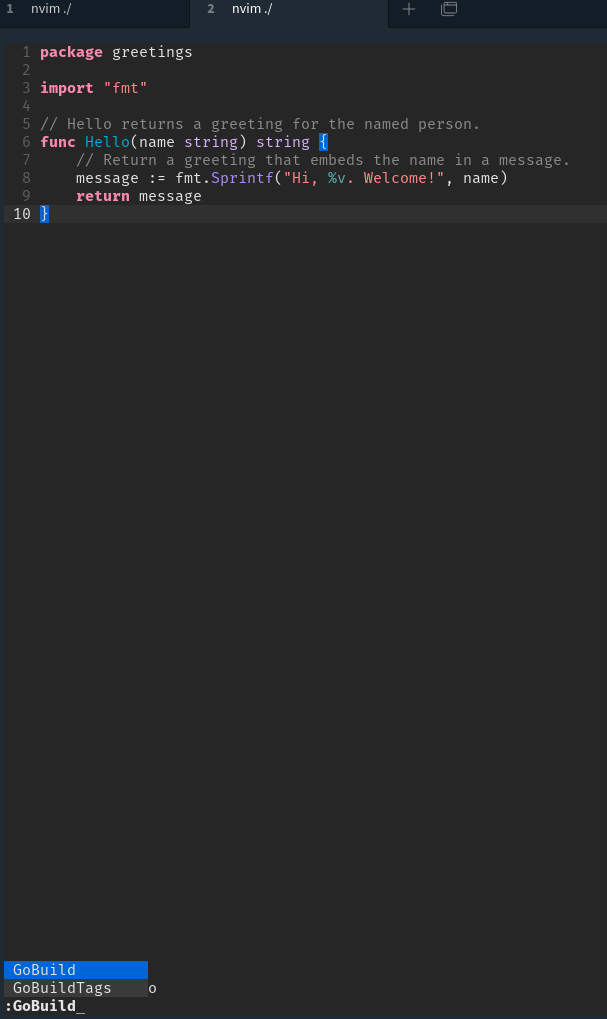 1 nvim ./ 2 nvim ./
1 package greetings
2
3 import "fmt"
4
5 // Hello returns a greeting for the named person.
6 func Hello(name string) string {
7     // Return a greeting that embeds the name in a message.
8     message := fmt.Sprintf("Hi, %v. Welcome!", name)
9     return message
10 }
GoBuild
GoBuildTags o
:GoBuild_